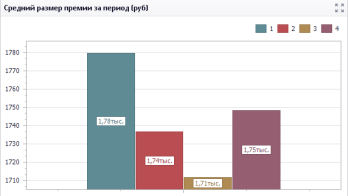 Средний размер премии за период (руб)
1 2 3 4
1780
1770
1760
1750
1740
1730
1720
1710
1,78тыс.
1,74тыс.
1,71тыс.
1,75тыс.